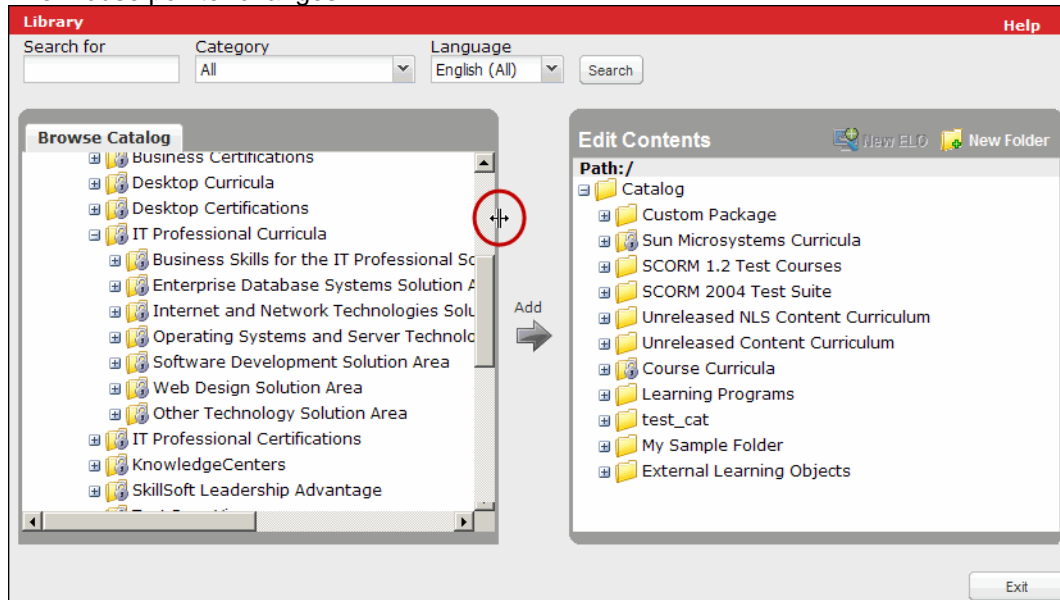 Library Help
Search for Category Language
All English (All) Search
Browse Catalog
Business Certifications
Desktop Curricula
Desktop Certifications
IT Professional Curricula
Business Skills for the IT Professional
Enterprise Database Systems Solution
Internet and Network Technologies
Operating Systems and Server
Software Development Solution Area
Web Design Solution Area
Other Technology Solution Area
IT Professional Certifications
KnowledgeCenters
SkillSoft Leadership Advantage
Add
Edit Contents New ELO New Folder
Path:/
Catalog
Custom Package
Sun Microsystems Curricula
SCORM 1.2 Test Courses
SCORM 2004 Test Suite
Unreleased NLS Content Curriculum
Unreleased Content Curriculum
Course Curricula
Learning Programs
test_cat
My Sample Folder
External Learning Objects
Exit